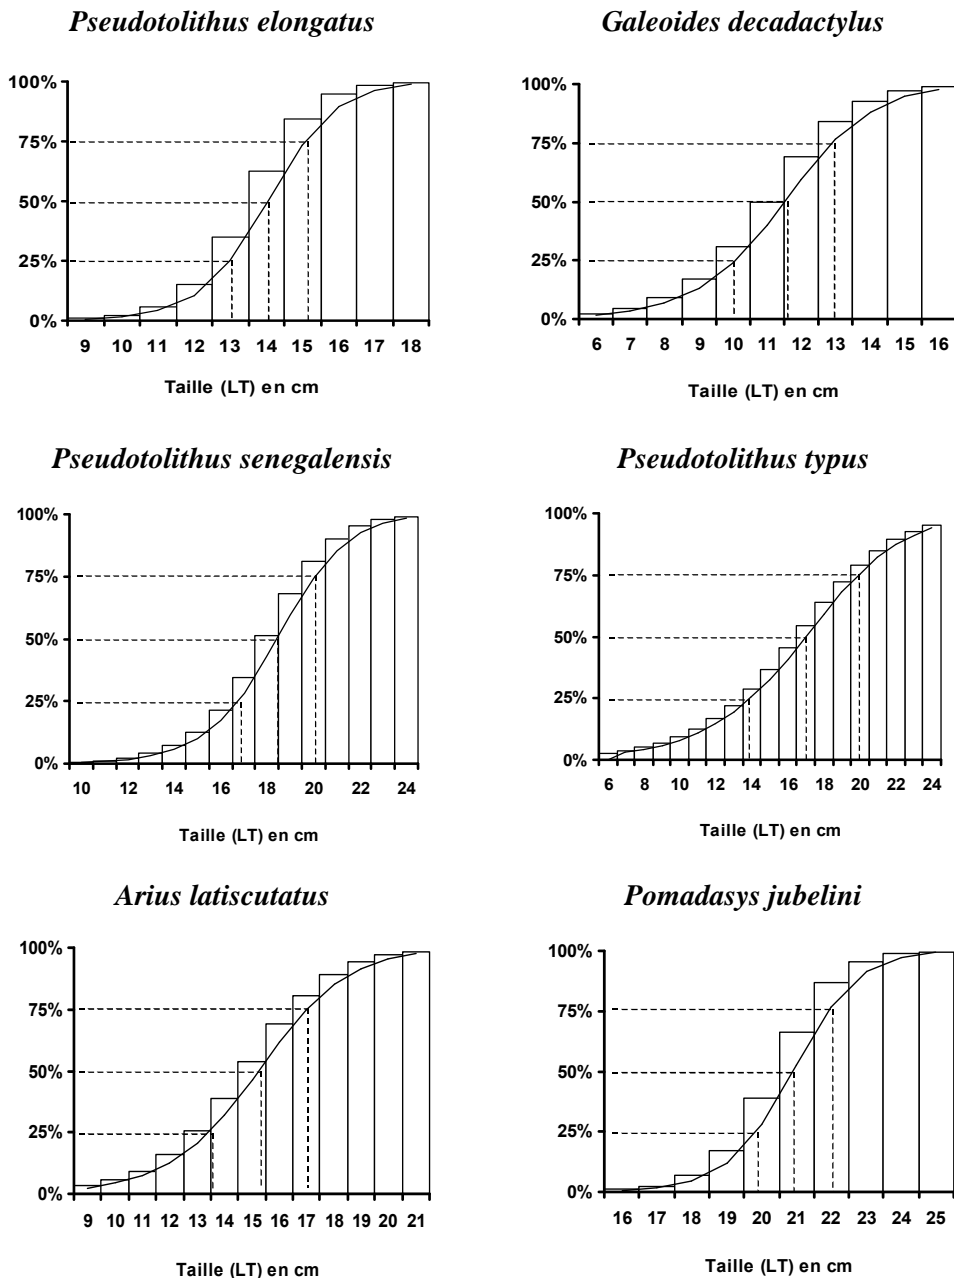 Pseudotolithus elongatus
100%
75%
50%
25%
0%
9 10 11 12 13 14 15 16 17 18
Taille (LT) en cm
Galeoides decadactylus
100%
75%
50%
25%
0%
6 7 8 9 10 11 12 13 14 15 16
Taille (LT) en cm
Pseudotolithus senegalensis
100%
75%
50%
25%
0%
10 12 14 16 18 20 22 24
Taille (LT) en cm
Pseudotolithus typus
100%
75%
50%
25%
0%
6 8 10 12 14 16 18 20 22 24
Taille (LT) en cm
Arius latiscutatus
100%
75%
50%
25%
0%
9 10 11 12 13 14 15 16 17 18 19 20 21
Taille (LT) en cm
Pomadasys jubelini
100%
75%
50%
25%
0%
16 17 18 19 20 21 22 23 24 25
Taille (LT) en cm